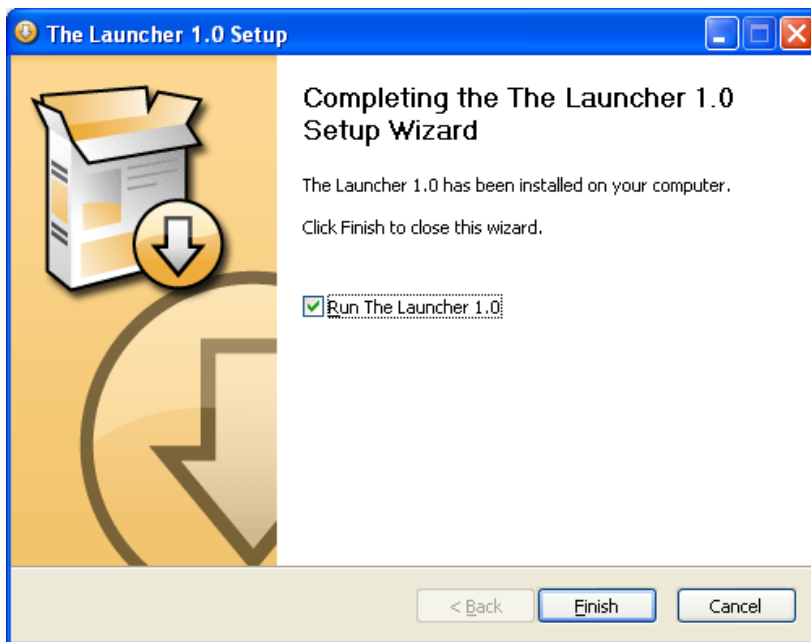 The Launcher 1.0 Setup
Completing the The Launcher 1.0
Setup Wizard
The Launcher 1.0 has been installed on your computer.
Click Finish to close this wizard.
Run The Launcher 1.0
< Back Finish Cancel